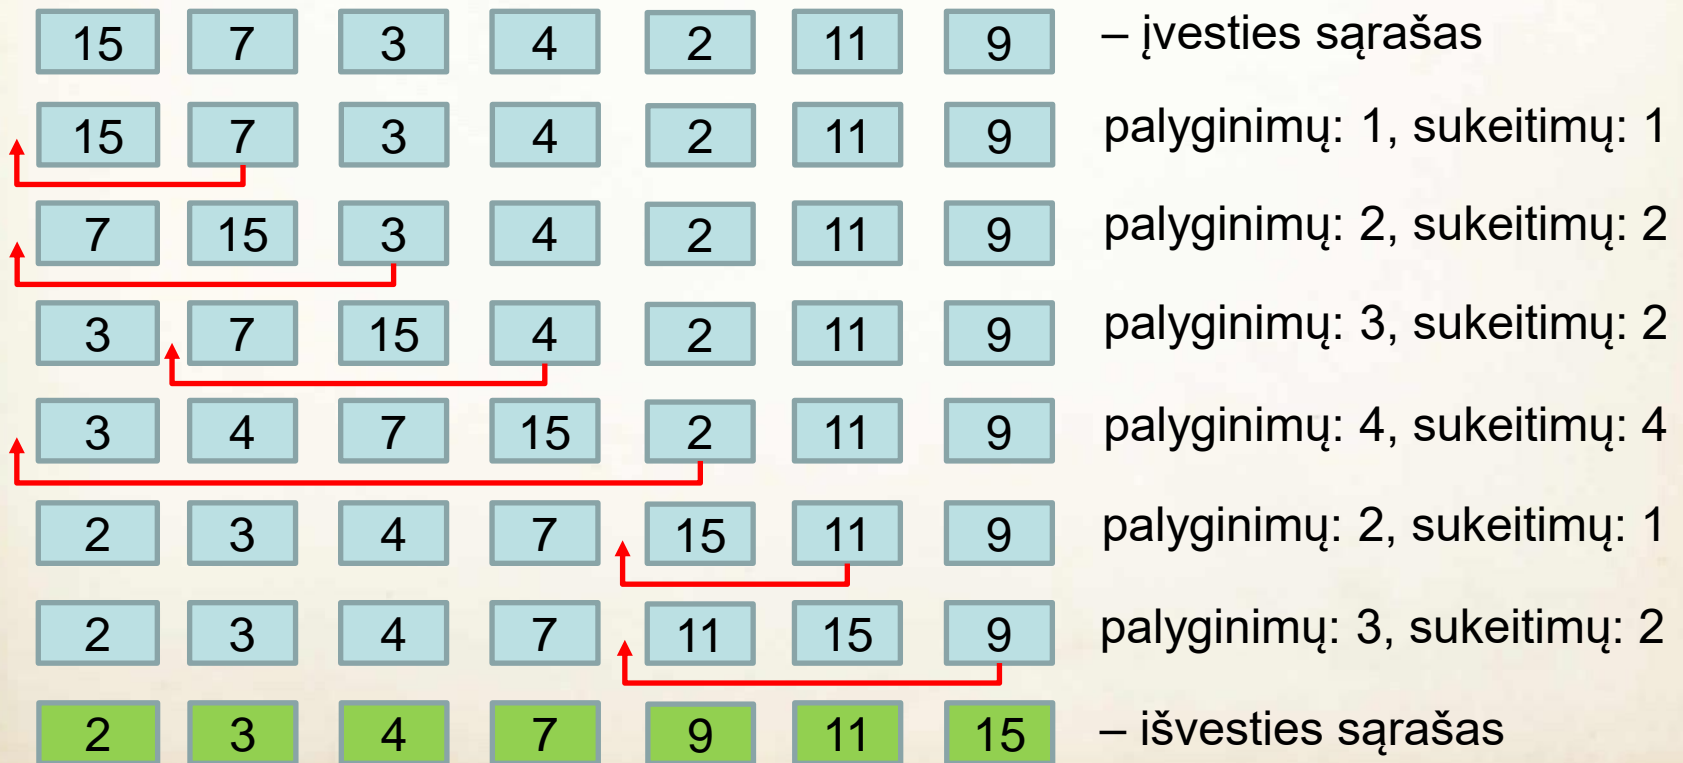 15 7 3 4 2 11 9 – įvesties sąrašas
15 7 3 4 2 11 9 palyginimų: 1, sukeitimų: 1
7 15 3 4 2 11 9 palyginimų: 2, sukeitimų: 2
3 7 15 4 2 11 9 palyginimų: 3, sukeitimų: 2
3 4 7 15 2 11 9 palyginimų: 4, sukeitimų: 4
2 3 4 7 15 11 9 palyginimų: 2, sukeitimų: 1
2 3 4 7 11 15 9 palyginimų: 3, sukeitimų: 2
2 3 4 7 9 11 15 – išvesties sąrašas